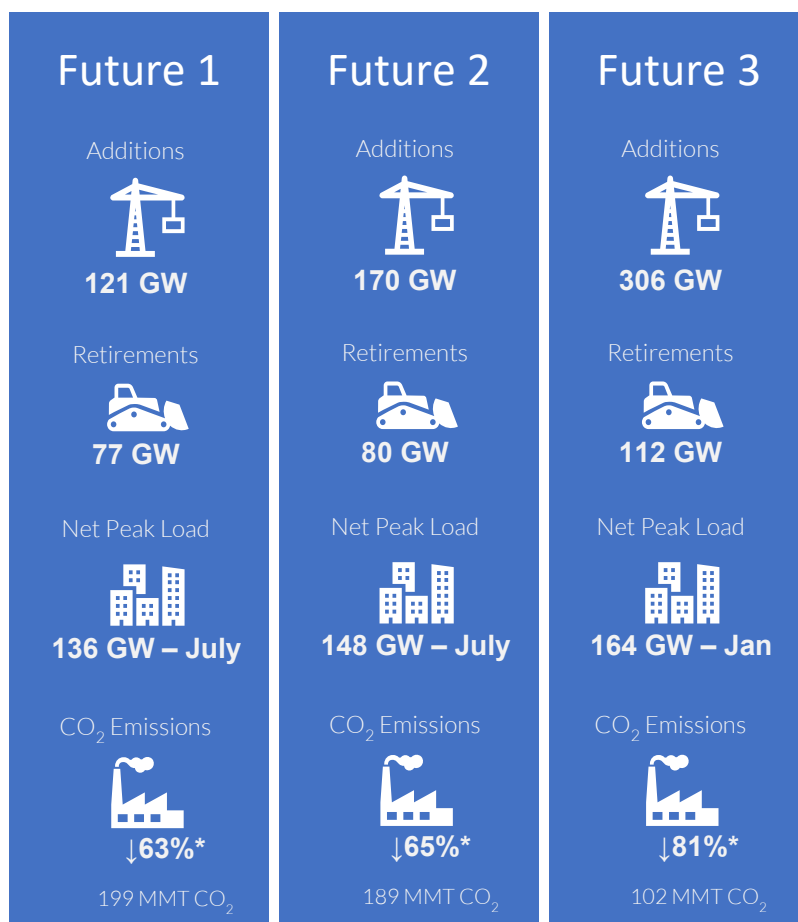 Future 1
Additions
121 GW
Retirements
77 GW
Net Peak Load
136 GW – July
CO₂ Emissions
↓63%*
199 MMT CO₂
Future 2
Additions
170 GW
Retirements
80 GW
Net Peak Load
148 GW – July
CO₂ Emissions
↓65%*
189 MMT CO₂
Future 3
Additions
306 GW
Retirements
112 GW
Net Peak Load
164 GW – Jan
CO₂ Emissions
↓81%*
102 MMT CO₂